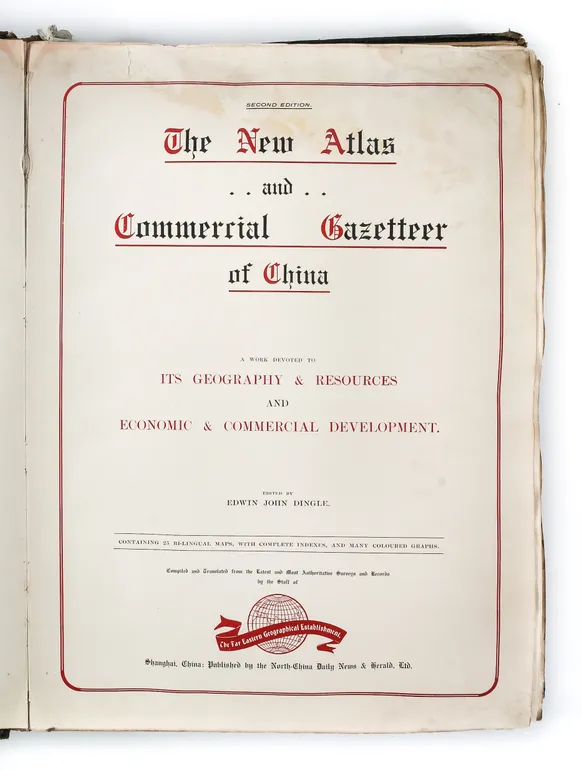 SECOND EDITION.
The New Atlas
. . and . .
Commercial Gazetteer
of China
A WORK DEVOTED TO
ITS GEOGRAPHY & RESOURCES
AND
ECONOMIC & COMMERCIAL DEVELOPMENT.
EDITED BY
EDWIN JOHN DINGLE.
CONTAINING 25 BI-LINGUAL MAPS, WITH COMPLETE INDEXES, AND MANY COLOURED GRAPHS.
Compiled and Translated from the Latest and Most Authoritative Surveys and Records
by the Staff of
The Far Eastern Geographical Establishment.
Shanghai, China: Published by the North-China Daily News & Herald, Ltd.